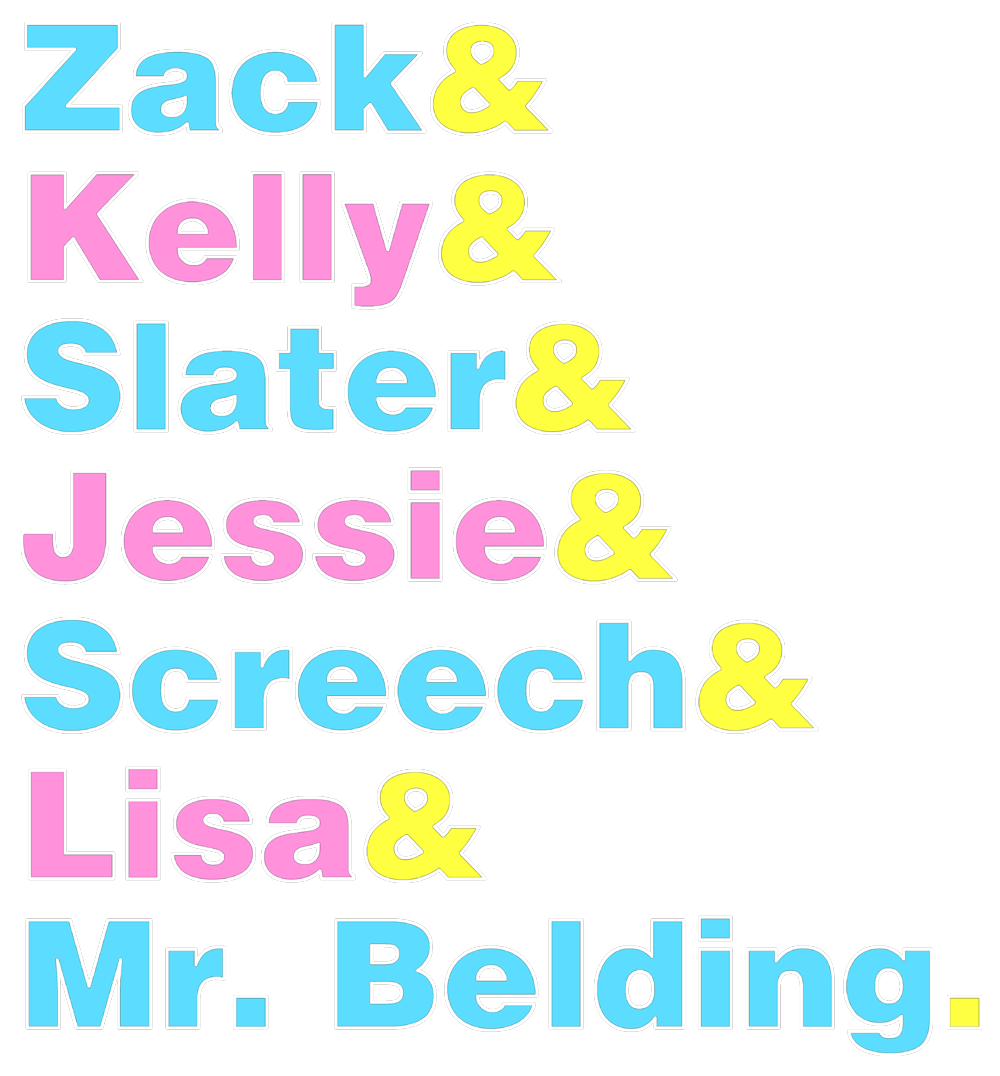 Zack&
Kelly&
Slater&
Jessie&
Screech&
Lisa&
Mr. Belding.